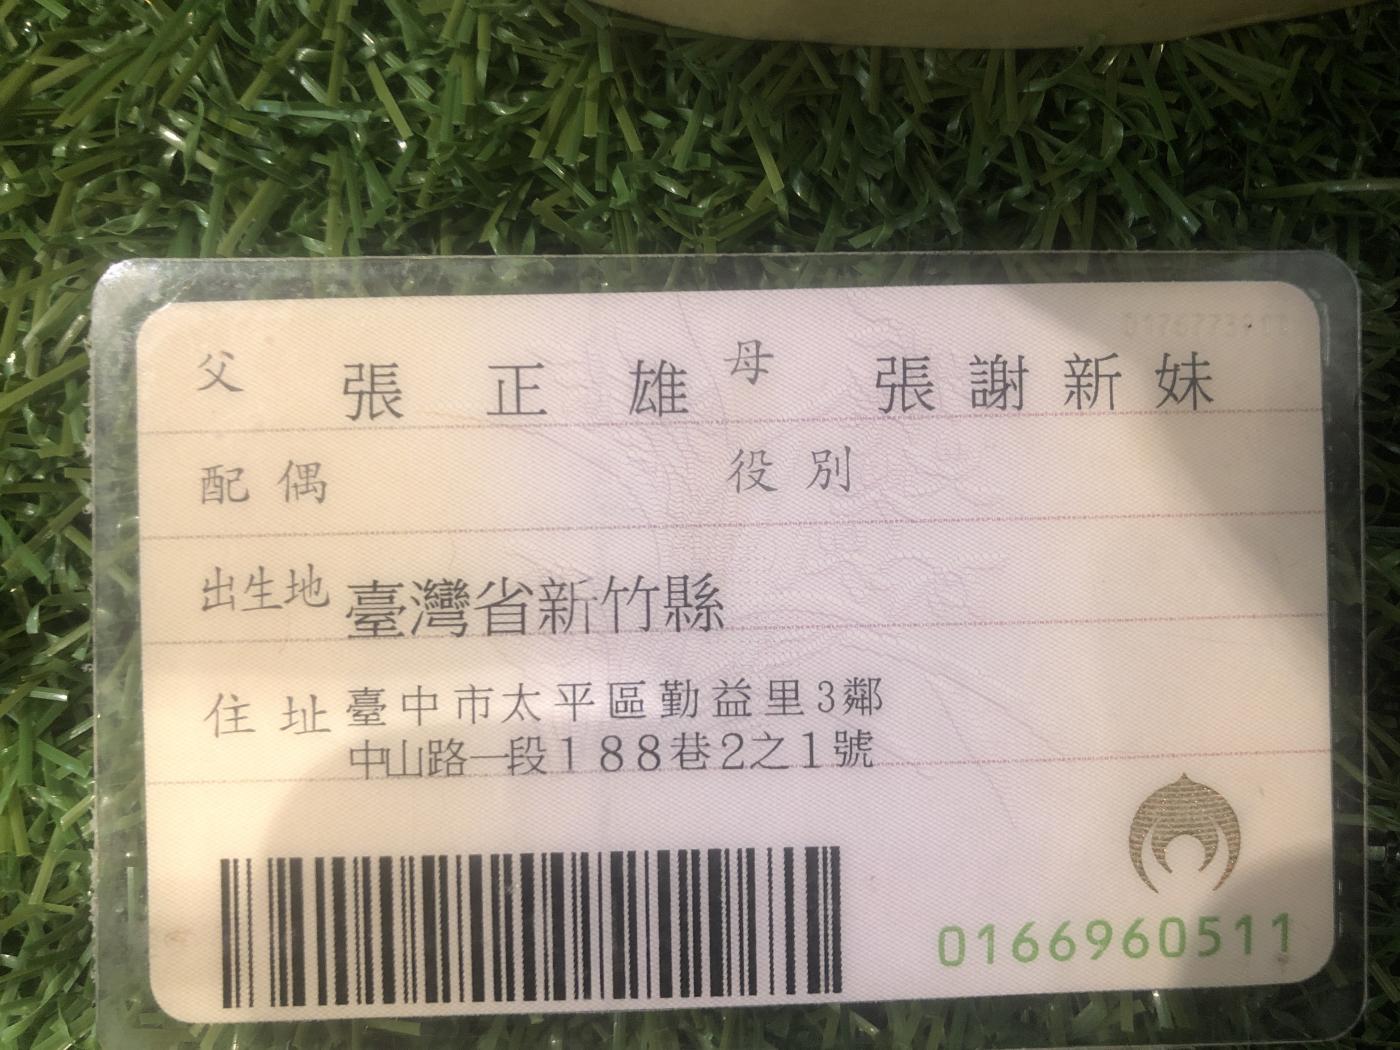 父 張正雄 母 張謝新妹
配偶 役別
出生地 臺灣省新竹縣
住址 臺中市太平區勤益里3鄰
中山路一段188巷2之1號
0166960511